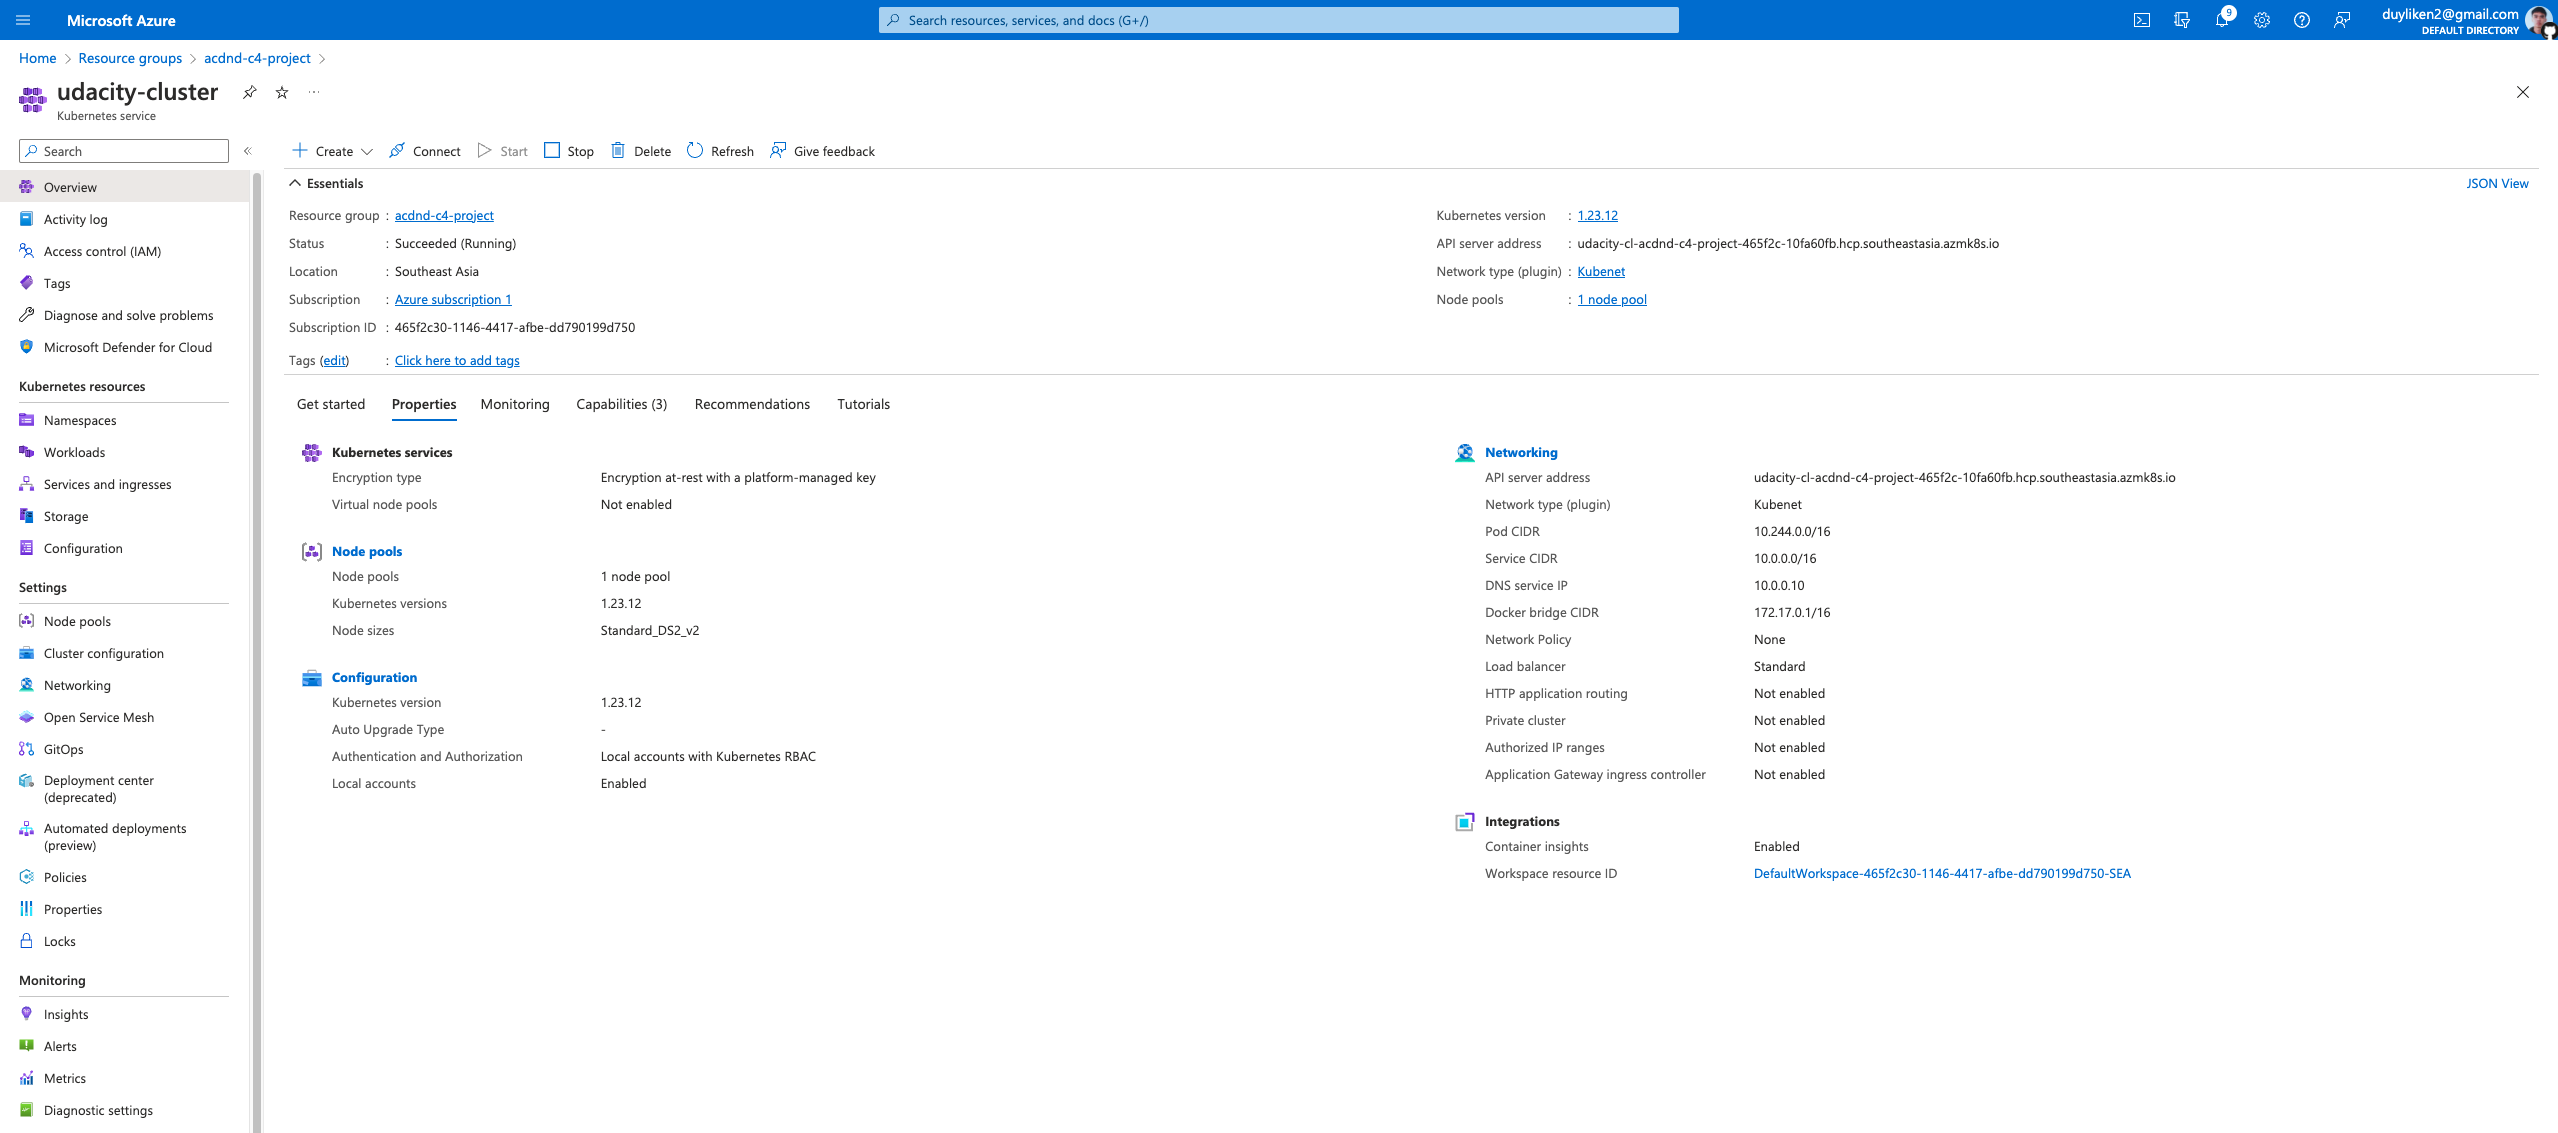 Microsoft Azure
Search resources, services, and docs (G+/)
9
duyliken2@gmail.com
DEFAULT DIRECTORY
Home > Resource groups > acdnd-c4-project >
udacity-cluster
Kubernetes service
Search
Create
Connect
Start
Stop
Delete
Refresh
Give feedback
Overview
Activity log
Access control (IAM)
Tags
Diagnose and solve problems
Microsoft Defender for Cloud
Kubernetes resources
Namespaces
Workloads
Services and ingresses
Storage
Configuration
Settings
Node pools
Cluster configuration
Networking
Open Service Mesh
GitOps
Deployment center
(deprecated)
Automated deployments
(preview)
Policies
Properties
Locks
Monitoring
Insights
Alerts
Metrics
Diagnostic settings
Essentials
JSON View
Resource group : acdnd-c4-project
Status : Succeeded (Running)
Location : Southeast Asia
Subscription : Azure subscription 1
Subscription ID : 465f2c30-1146-4417-afbe-dd790199d750
Tags (edit) : Click here to add tags
Kubernetes version : 1.23.12
API server address : udacity-cl-acdnd-c4-project-465f2c-10fa60fb.hcp.southeastasia.azmk8s.io
Network type (plugin) : Kubenet
Node pools : 1 node pool
Get started
Properties
Monitoring
Capabilities (3)
Recommendations
Tutorials
Kubernetes services
Encryption type Encryption at-rest with a platform-managed key
Virtual node pools Not enabled
Node pools
Node pools 1 node pool
Kubernetes versions 1.23.12
Node sizes Standard_DS2_v2
Configuration
Kubernetes version 1.23.12
Auto Upgrade Type -
Authentication and Authorization Local accounts with Kubernetes RBAC
Local accounts Enabled
Networking
API server address udacity-cl-acdnd-c4-project-465f2c-10fa60fb.hcp.southeastasia.azmk8s.io
Network type (plugin) Kubenet
Pod CIDR 10.244.0.0/16
Service CIDR 10.0.0.0/16
DNS service IP 10.0.0.10
Docker bridge CIDR 172.17.0.1/16
Network Policy None
Load balancer Standard
HTTP application routing Not enabled
Private cluster Not enabled
Authorized IP ranges Not enabled
Application Gateway ingress controller Not enabled
Integrations
Container insights Enabled
Workspace resource ID DefaultWorkspace-465f2c30-1146-4417-afbe-dd790199d750-SEA